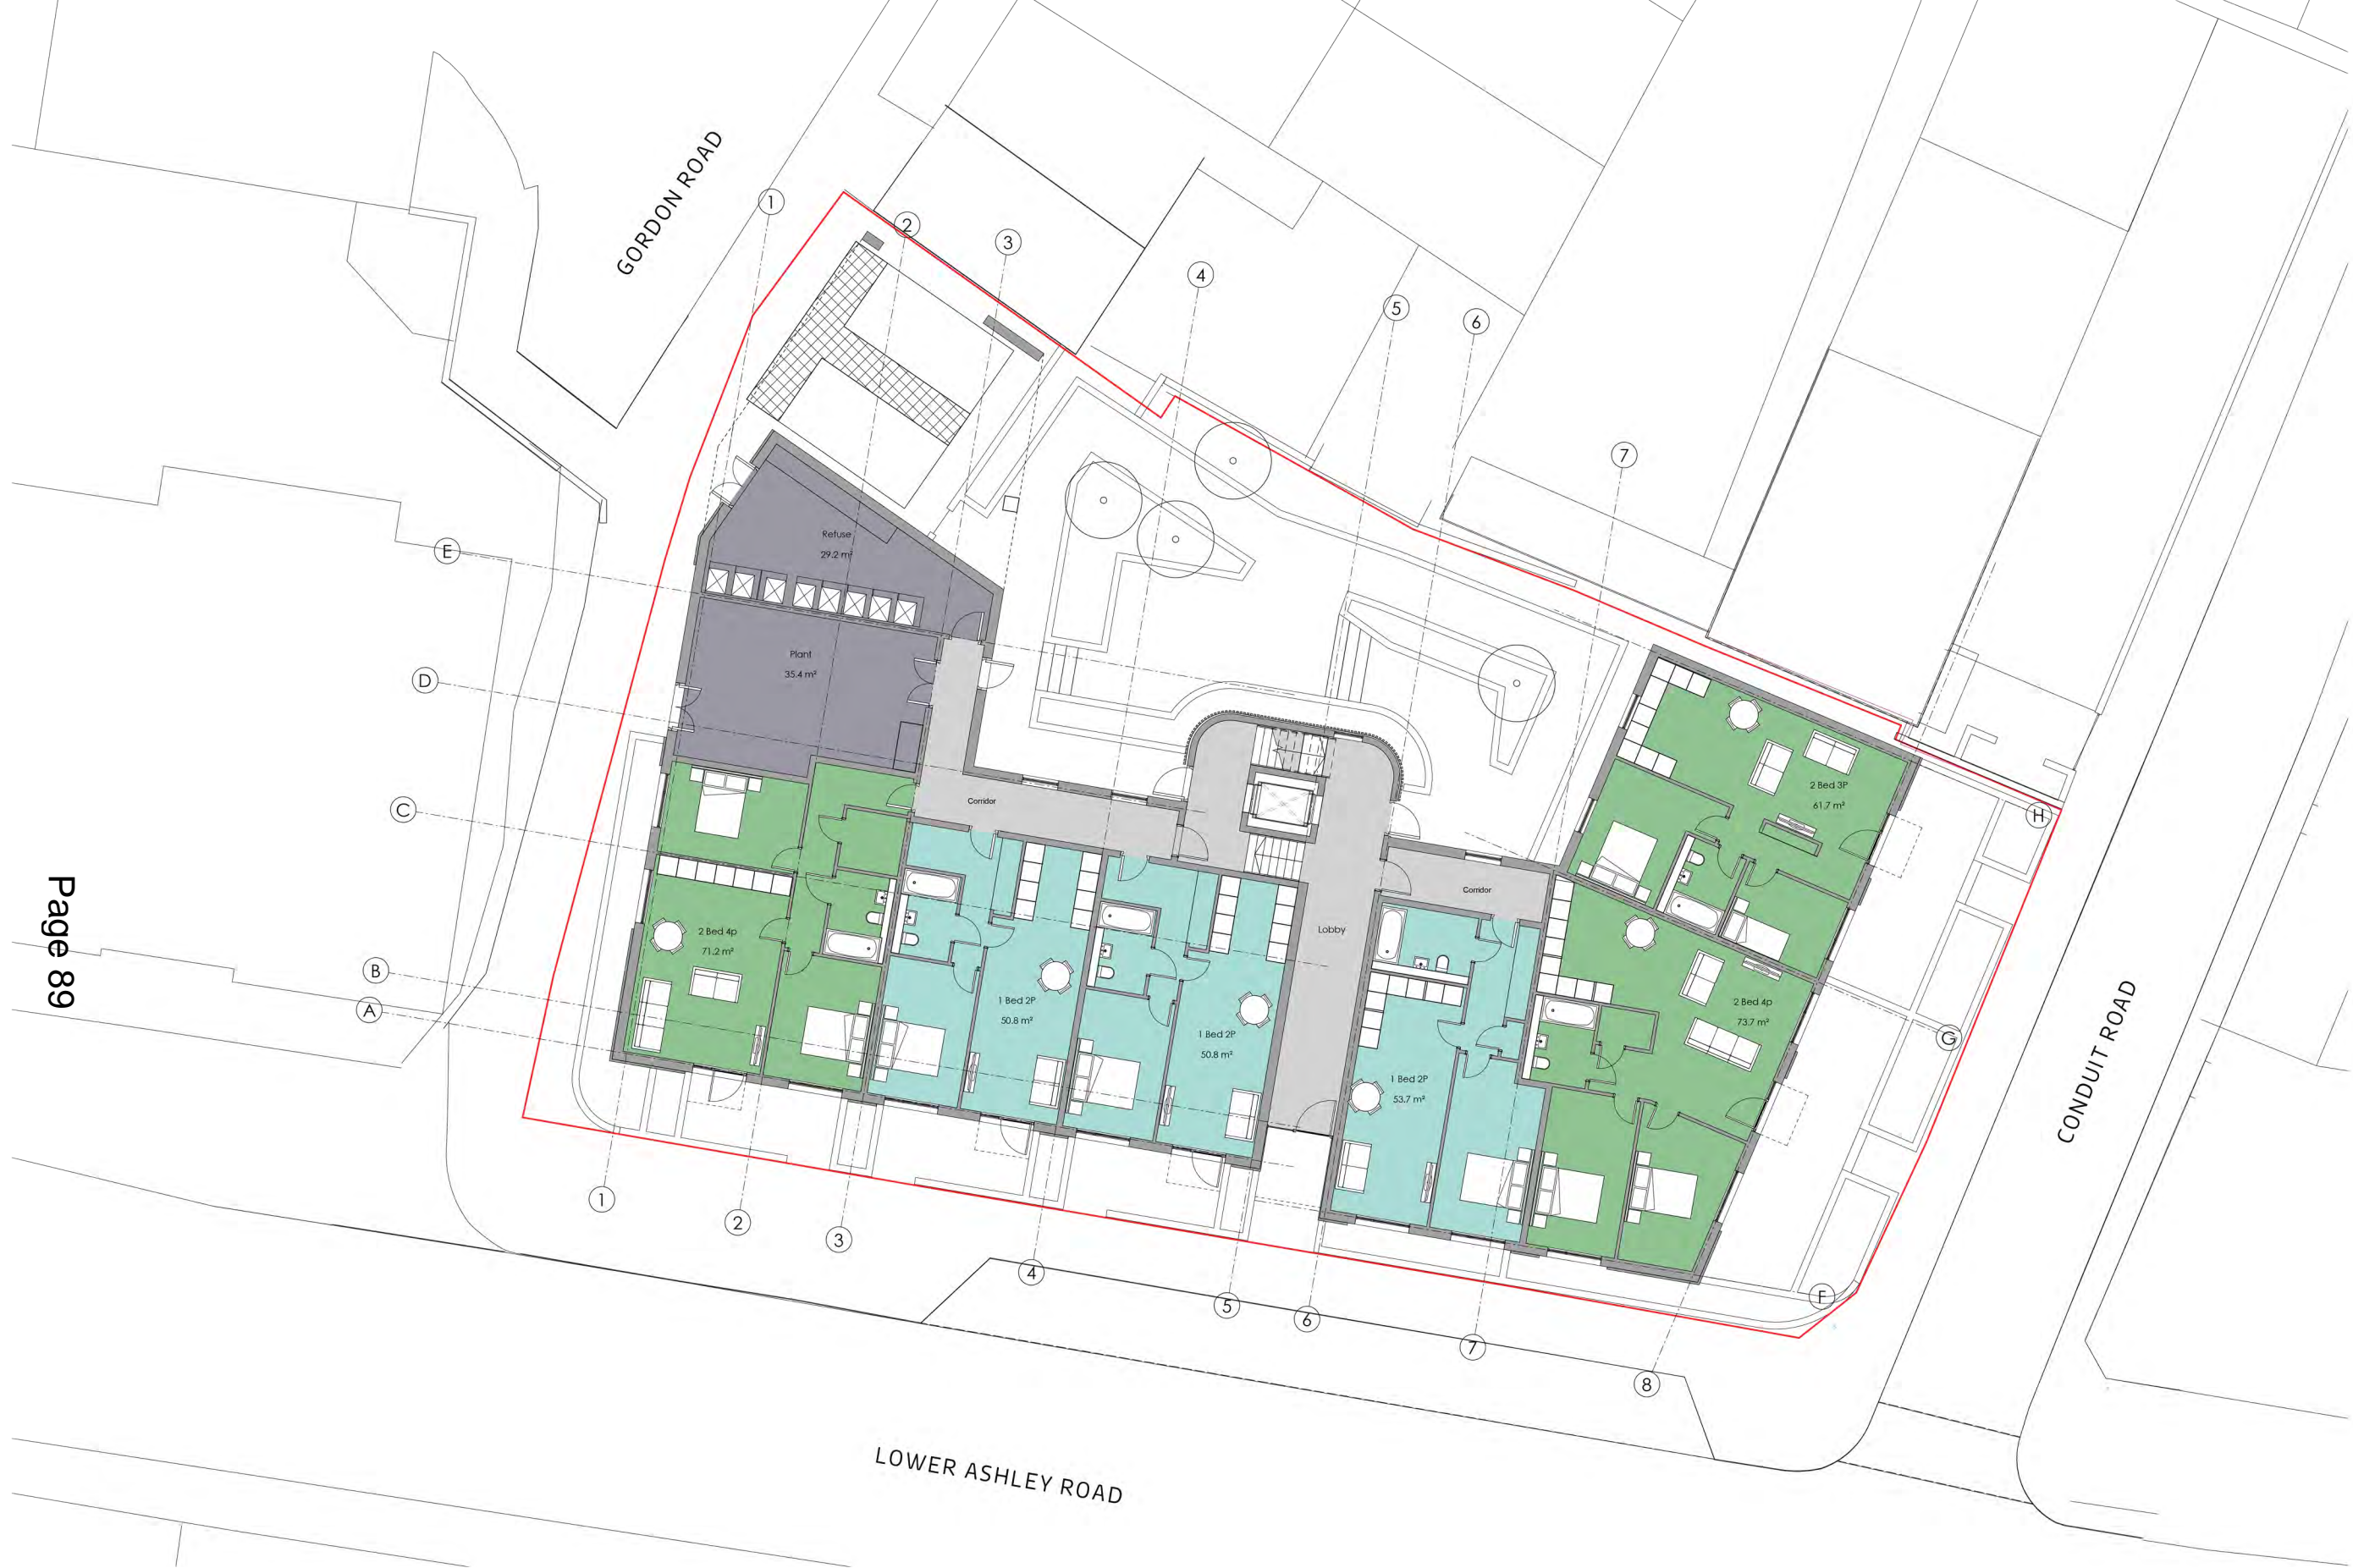 GORDON ROAD
1
2
3
4
5
6
7
E
D
C
B
A
Refuse
29.2 m²
Plant
35.4 m²
Corridor
Lobby
Corridor
2 Bed 4p
71.2 m²
1 Bed 2P
50.8 m²
1 Bed 2P
50.8 m²
1 Bed 2P
53.7 m²
2 Bed 3P
61.7 m²
2 Bed 4p
73.7 m²
H
G
F
1
2
3
4
5
6
7
8
CONDUIT ROAD
LOWER ASHLEY ROAD
Page 89